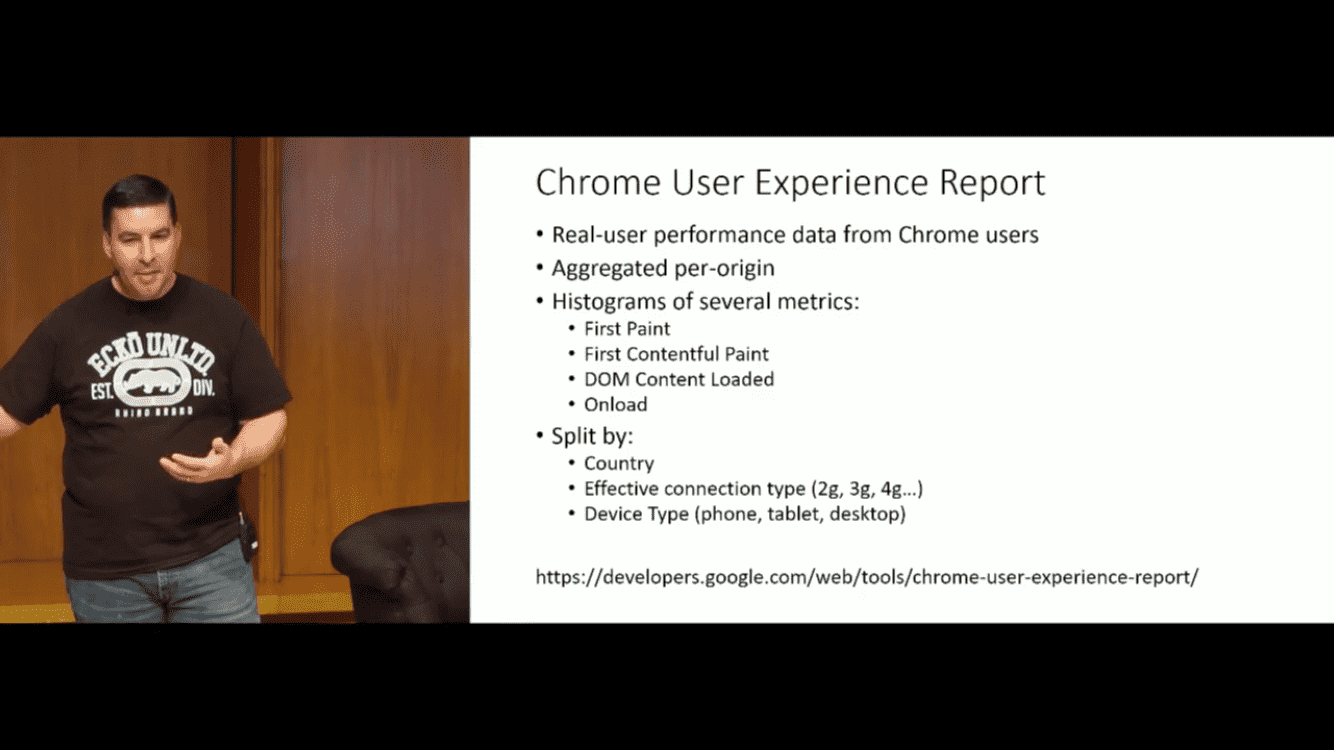 ECKŌ UNLTD.
EST. DIV.
RHINO BRAND
Chrome User Experience Report
• Real-user performance data from Chrome users
• Aggregated per-origin
• Histograms of several metrics:
• First Paint
• First Contentful Paint
• DOM Content Loaded
• Onload
• Split by:
• Country
• Effective connection type (2g, 3g, 4g...)
• Device Type (phone, tablet, desktop)
https://developers.google.com/web/tools/chrome-user-experience-report/